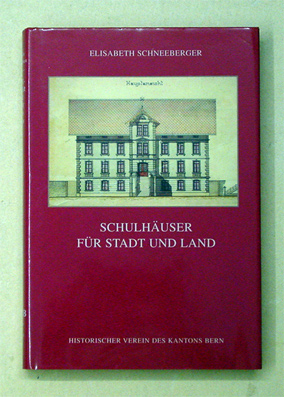 ELISABETH SCHNEEBERGER
Hauptansicht
SCHULHÄUSER
FÜR STADT UND LAND
HISTORISCHER VEREIN DES KANTONS BERN